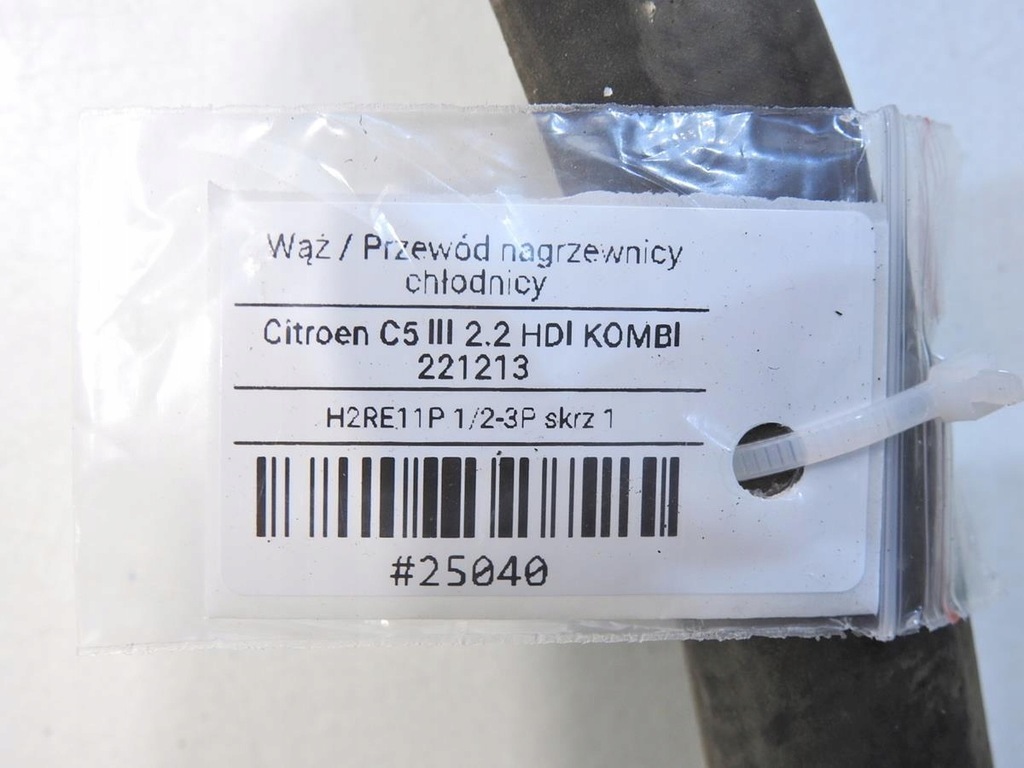 Wąż / Przewód nagrzewnicy
chłodnicy
Citroen C5 III 2.2 HDI KOMBI
221213
H2RE11P 1/2-3P skrz 1
#25040